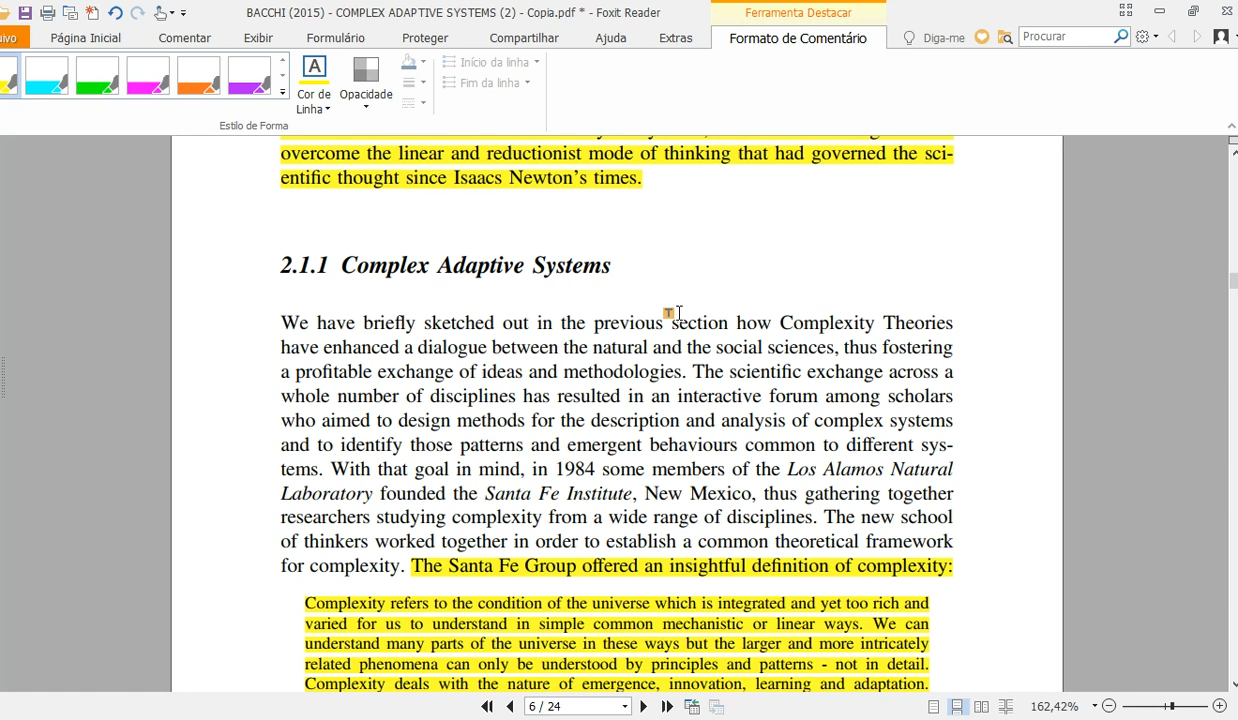 BACCHI (2015) - COMPLEX ADAPTIVE SYSTEMS (2) - Copia.pdf * - Foxit Reader
Ferramenta Destacar
ivo Página Inicial Comentar Exibir Formulário Proteger Compartilhar Ajuda Extras Formato de Comentário Diga-me Procurar
A
Cor de Linha
Opacidade
Início da linha
Fim da linha
Estilo de Forma
overcome the linear and reductionist mode of thinking that had governed the sci-
entific thought since Isaacs Newton's times.
2.1.1 Complex Adaptive Systems
T
We have briefly sketched out in the previous section how Complexity Theories
have enhanced a dialogue between the natural and the social sciences, thus fostering
a profitable exchange of ideas and methodologies. The scientific exchange across a
whole number of disciplines has resulted in an interactive forum among scholars
who aimed to design methods for the description and analysis of complex systems
and to identify those patterns and emergent behaviours common to different sys-
tems. With that goal in mind, in 1984 some members of the Los Alamos Natural
Laboratory founded the Santa Fe Institute, New Mexico, thus gathering together
researchers studying complexity from a wide range of disciplines. The new school
of thinkers worked together in order to establish a common theoretical framework
for complexity. The Santa Fe Group offered an insightful definition of complexity:
Complexity refers to the condition of the universe which is integrated and yet too rich and
varied for us to understand in simple common mechanistic or linear ways. We can
understand many parts of the universe in these ways but the larger and more intricately
related phenomena can only be understood by principles and patterns - not in detail.
Complexity deals with the nature of emergence, innovation, learning and adaptation.
6 / 24
162,42%